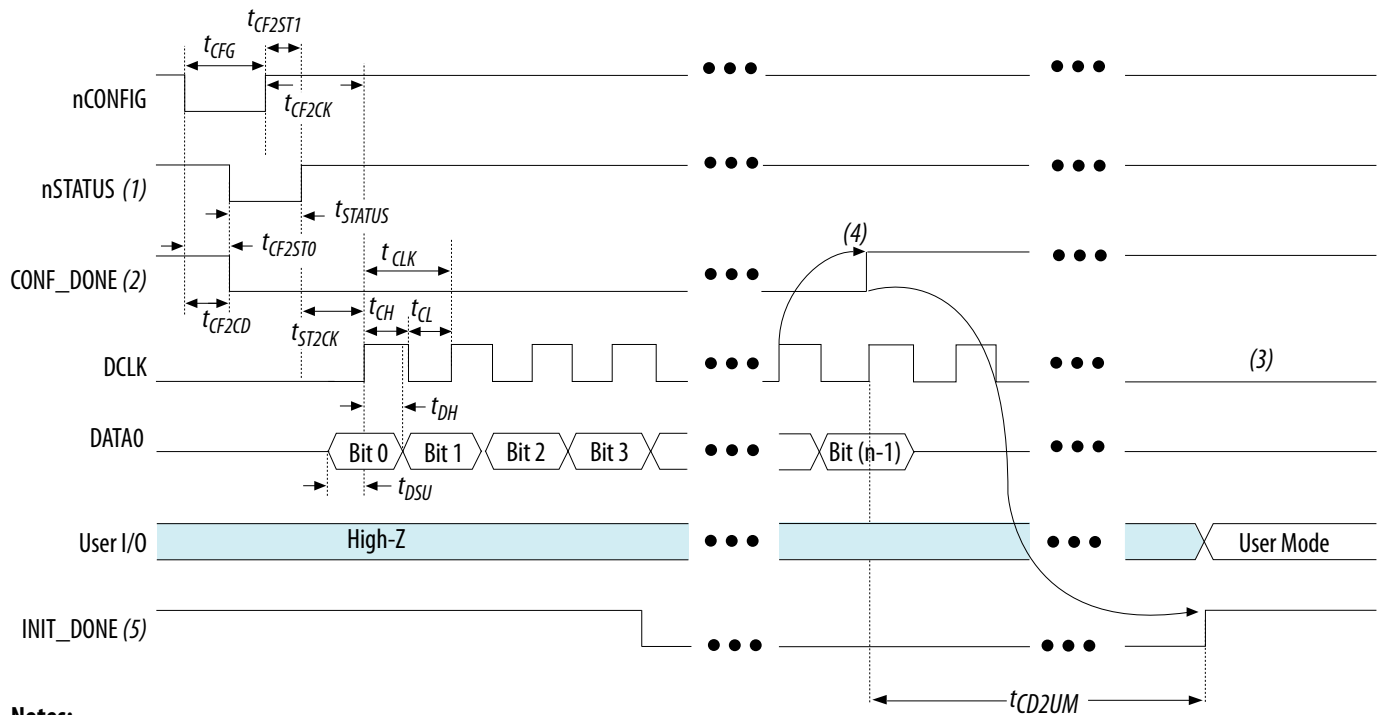 tCF2ST1
tCFG
nCONFIG
tCF2CK
nSTATUS (1)
tSTATUS
tCF2ST0
tCLK
(4)
CONF_DONE (2)
tCF2CD
tST2CK
tCH
tCL
DCLK
(3)
tDH
DATA0
Bit 0
Bit 1
Bit 2
Bit 3
Bit (n-1)
tDSU
User I/O
High-Z
User Mode
INIT_DONE (5)
tCD2UM
Notes: